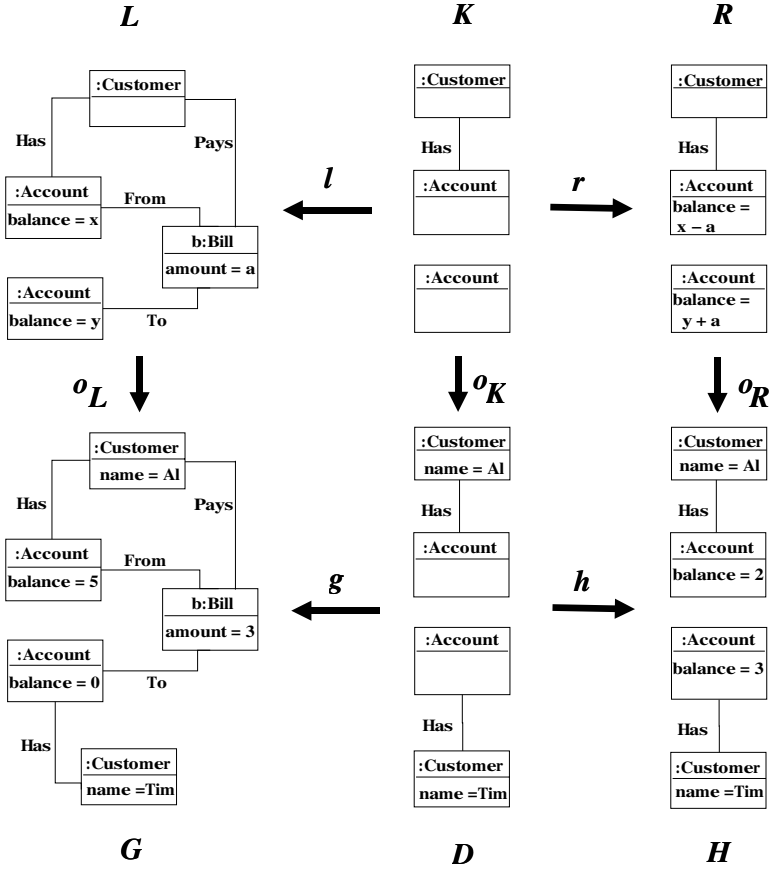 L
K
R
:Customer
Has
Pays
:Account
balance = x
From
b:Bill
amount = a
:Account
balance = y
To
l
:Customer
Has
:Account
:Account
r
:Customer
Has
:Account
balance =
x – a
:Account
balance =
y + a
oL
oK
oR
:Customer
name = Al
Has
Pays
:Account
balance = 5
From
b:Bill
amount = 3
:Account
balance = 0
To
Has
:Customer
name =Tim
g
:Customer
name = Al
Has
:Account
:Account
Has
:Customer
name =Tim
h
:Customer
name = Al
Has
:Account
balance = 2
:Account
balance = 3
Has
:Customer
name =Tim
G
D
H